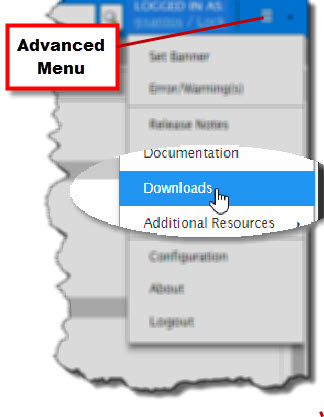 LOGGED IN AS:
/ Lock
Advanced
Menu
Set Banner
Error/Warning(s)
Release Notes
Documentation
Downloads
Additional Resources
Configuration
About
Logout